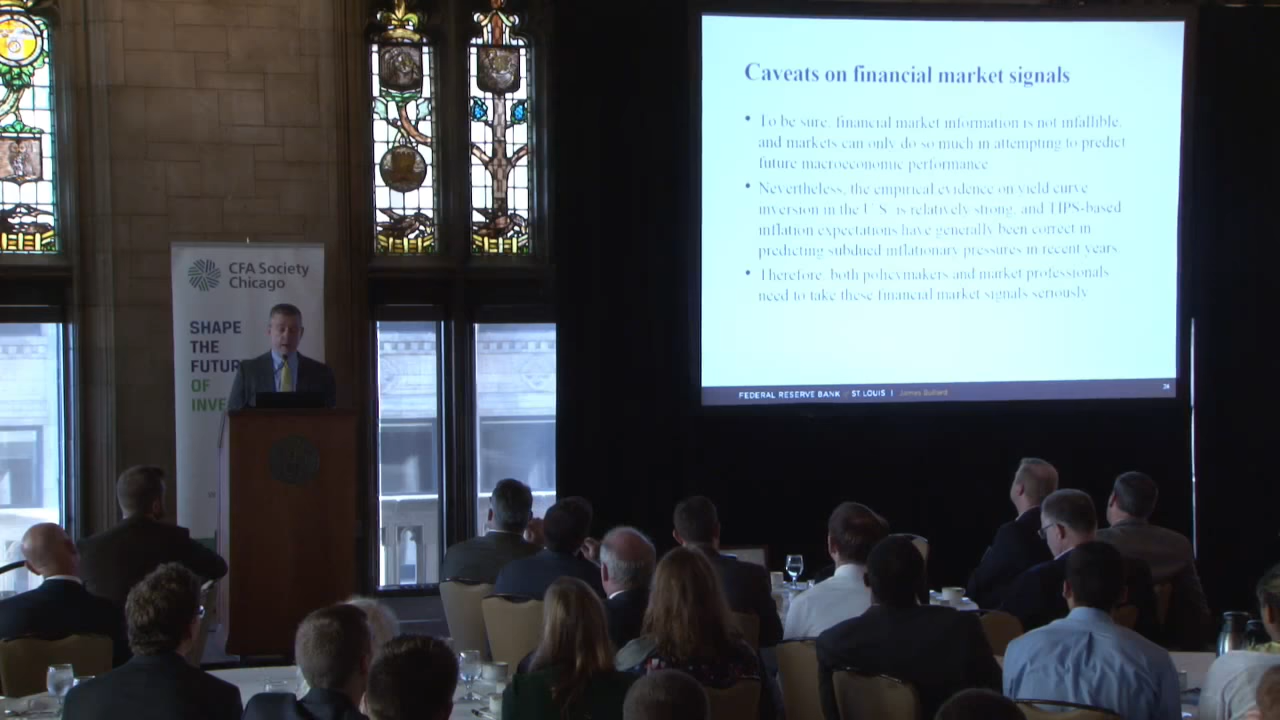 CFA Society
Chicago
SHAPE
THE
FUTUR
OF
INVE
Caveats on financial market signals
• To be sure, financial market information is not infallible,
and markets can only do so much in attempting to predict
future macroeconomic performance
• Nevertheless, the empirical evidence on yield curve
inversion in the U.S. is relatively strong, and TIPS-based
inflation expectations have generally been correct in
predicting subdued inflationary pressures in recent years.
• Therefore, both policymakers and market professionals
need to take these financial market signals seriously
FEDERAL RESERVE BANK of ST. LOUIS | James Bullard